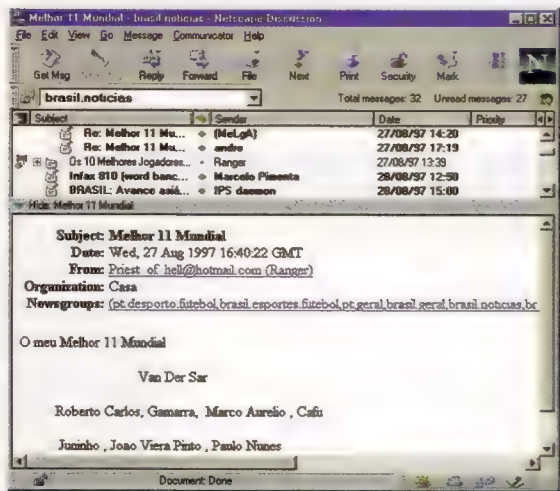 Melhor 11 Mundial - brasil.noticias - Netscape Discussion
File Edit View Go Message Communicator Help
Get Msg Reply Forward File Next Print Security Mark
brasil.noticias Total messages: 32 Unread messages: 27
Subject Sender Date Priority
Re: Melhor 11 Mu... (MeLgA) 27/08/97 14:20
Re: Melhor 11 Mu... andre 27/08/97 17:19
Os 10 Melhores Jogadores... Ranger 27/08/97 13:39
Infax 810 (word banc... Marcelo Pimenta 28/08/97 12:50
BRASIL: Avance asiá... IPS daemon 28/08/97 15:00
Hide: Melhor 11 Mundial
Subject: Melhor 11 Mundial
Date: Wed, 27 Aug 1997 16:40:22 GMT
From: Priest_of_hell@hotmail.com (Ranger)
Organization: Casa
Newsgroups: (pt.desporto.futebol,brasil.esportes.futebol,pt.geral,brasil.geral,brasil.noticias,br
O meu Melhor 11 Mundial
Van Der Sar
Roberto Carlos, Gamarra, Marco Aurelio , Cafu
Juninho , Joao Viera Pinto , Paulo Nunes
Document: Done